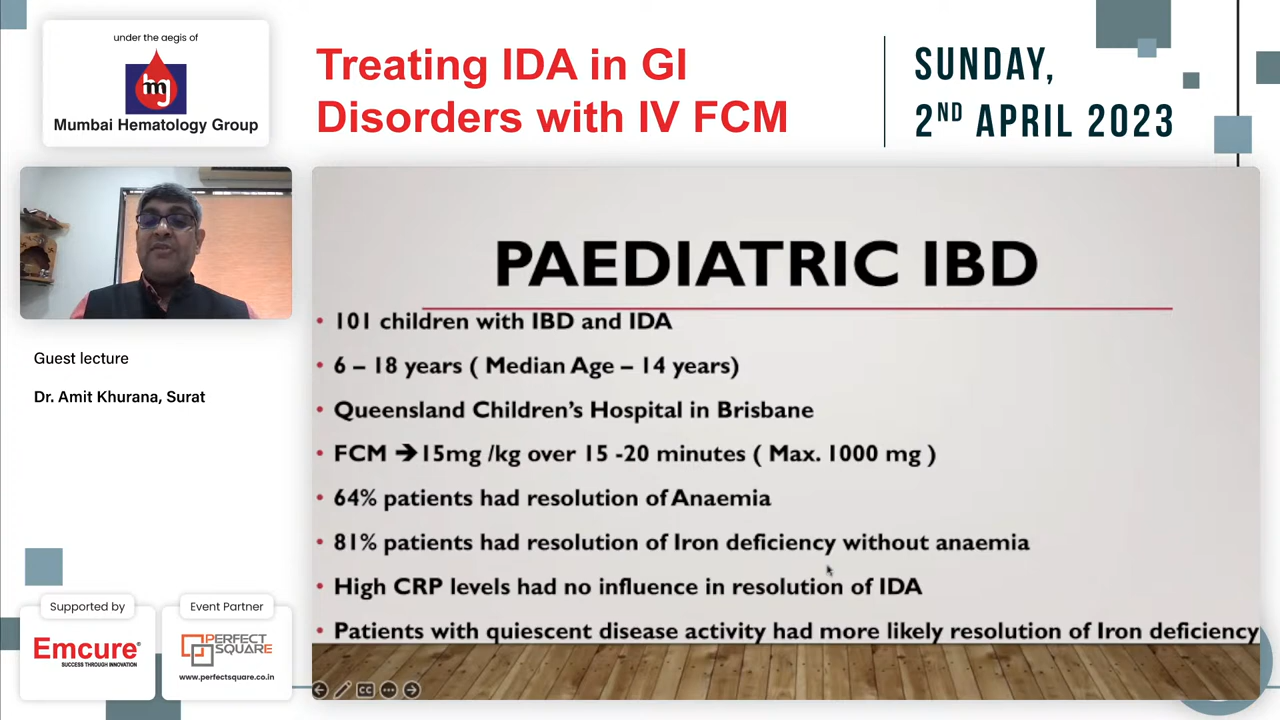 under the aegis of
mhg
Mumbai Hematology Group
Treating IDA in GI
Disorders with IV FCM
SUNDAY,
2ND APRIL 2023
Guest lecture
Dr. Amit Khurana, Surat
PAEDIATRIC IBD
• 101 children with IBD and IDA
• 6 – 18 years ( Median Age – 14 years)
• Queensland Children's Hospital in Brisbane
• FCM ➔15mg /kg over 15 -20 minutes ( Max. 1000 mg )
• 64% patients had resolution of Anaemia
• 81% patients had resolution of Iron deficiency without anaemia
• High CRP levels had no influence in resolution of IDA
• Patients with quiescent disease activity had more likely resolution of Iron deficiency
CC
Supported by
Emcure®
SUCCESS THROUGH INNOVATION
Event Partner
PERFECT
SQUARE
www.perfectsquare.co.in